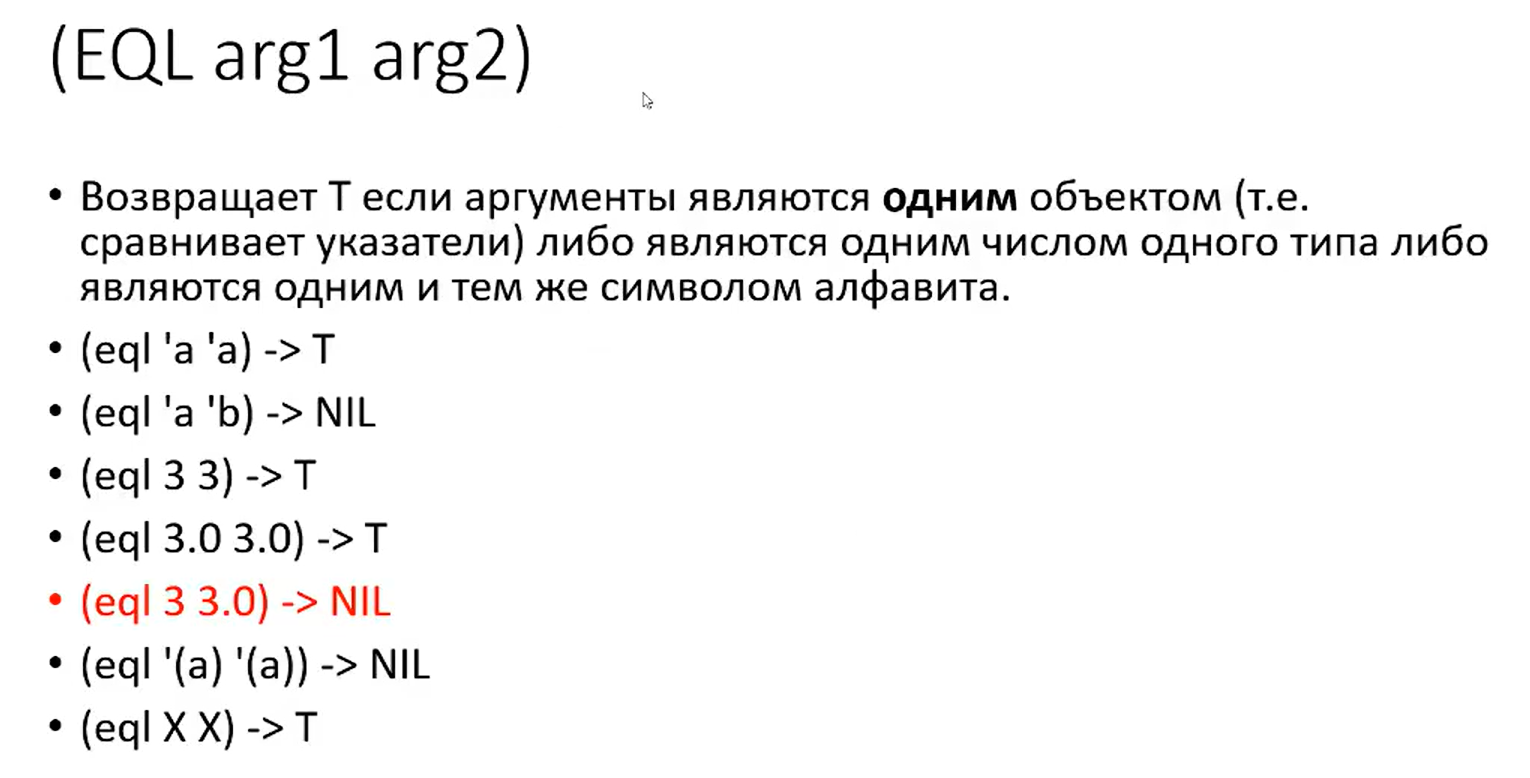 (EQL arg1 arg2)
• Возвращает T если аргументы являются одним объектом (т.е.
сравнивает указатели) либо являются одним числом одного типа либо
являются одним и тем же символом алфавита.
• (eql 'a 'a) -> T
• (eql 'a 'b) -> NIL
• (eql 3 3) -> T
• (eql 3.0 3.0) -> T
• (eql 3 3.0) -> NIL
• (eql '(a) '(a)) -> NIL
• (eql X X) -> T